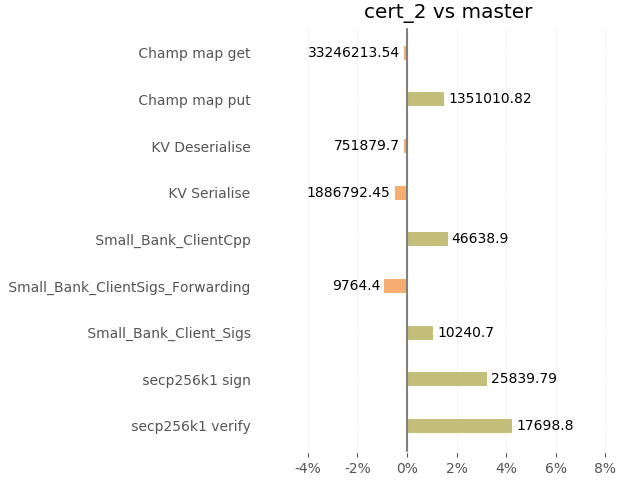 cert_2 vs master
Champ map get 33246213.54
Champ map put 1351010.82
KV Deserialise 751879.7
KV Serialise 1886792.45
Small_Bank_ClientCpp 46638.9
Small_Bank_ClientSigs_Forwarding 9764.4
Small_Bank_Client_Sigs 10240.7
secp256k1 sign 25839.79
secp256k1 verify 17698.8
-4% -2% 0% 2% 4% 6% 8%